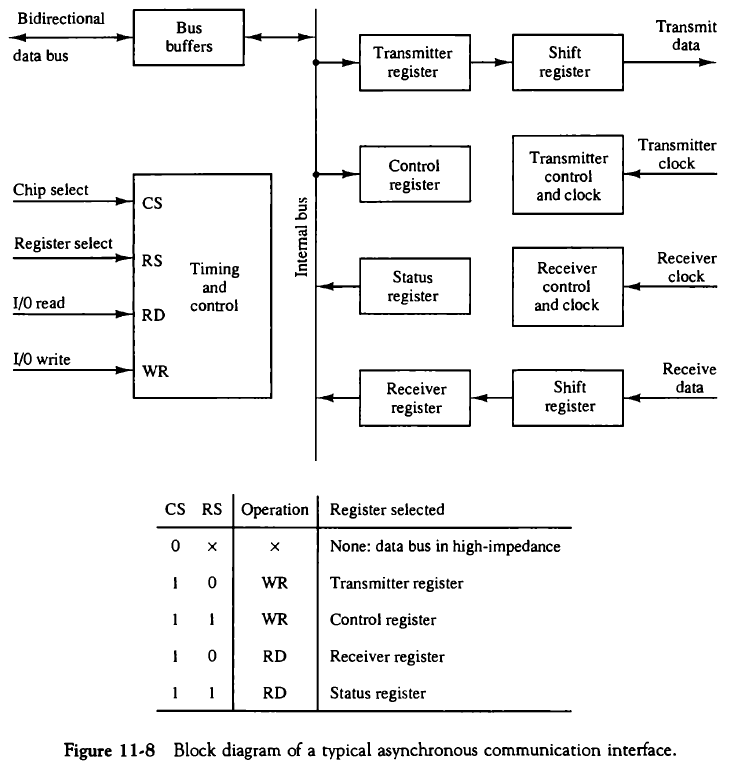 Bidirectional
data bus
Bus
buffers
Internal bus
Transmitter
register
Shift
register
Transmit
data
Control
register
Transmitter
control
and clock
Transmitter
clock
Status
register
Receiver
control
and clock
Receiver
clock
Receiver
register
Shift
register
Receive
data
Chip select
CS
Register select
RS
I/O read
RD
I/O write
WR
Timing
and
control
CS RS Operation Register selected
0 × × None: data bus in high-impedance
1 0 WR Transmitter register
1 1 WR Control register
1 0 RD Receiver register
1 1 RD Status register
Figure 11-8 Block diagram of a typical asynchronous communication interface.